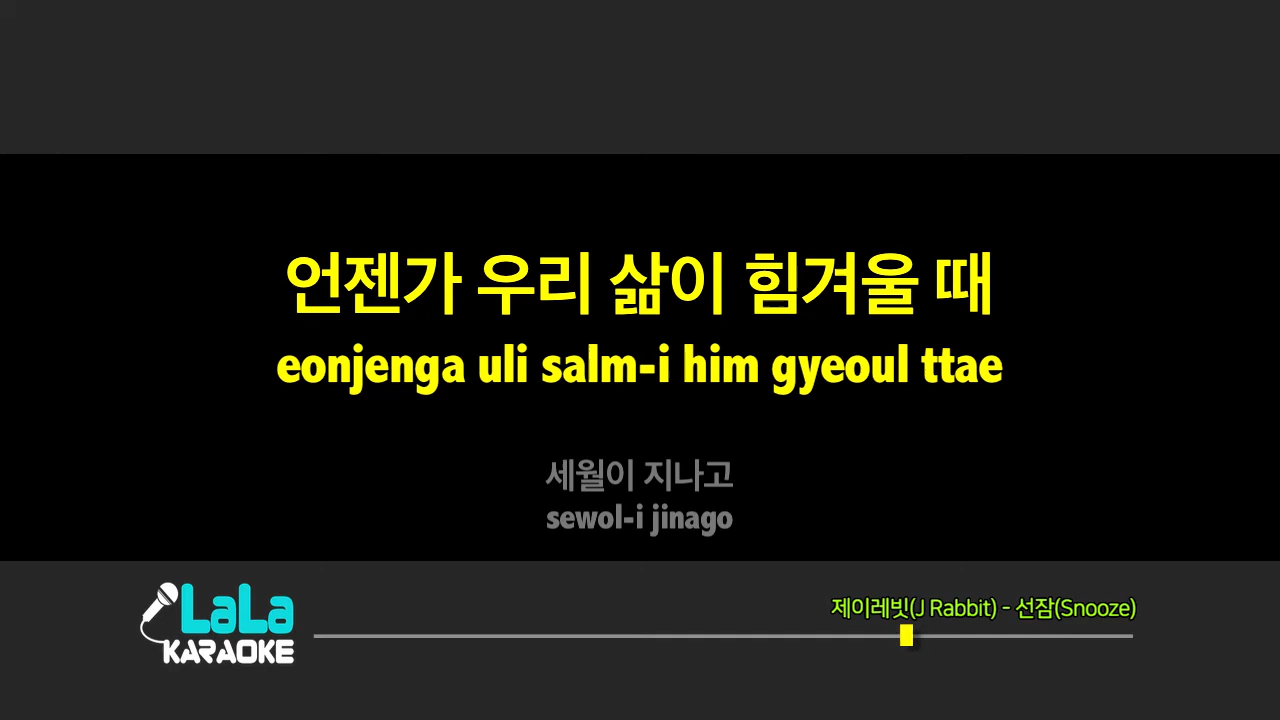 언젠가 우리 삶이 힘겨울 때
eonjenga uli salm-i him gyeoul ttae
세월이 지나고
sewol-i jinago
제이레빗(J Rabbit) - 선잠(Snooze)
LaLa
KARAOKE